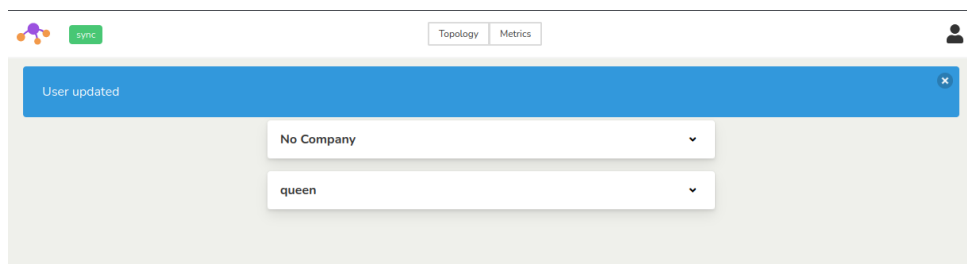 sync
Topology Metrics
User updated
No Company
queen